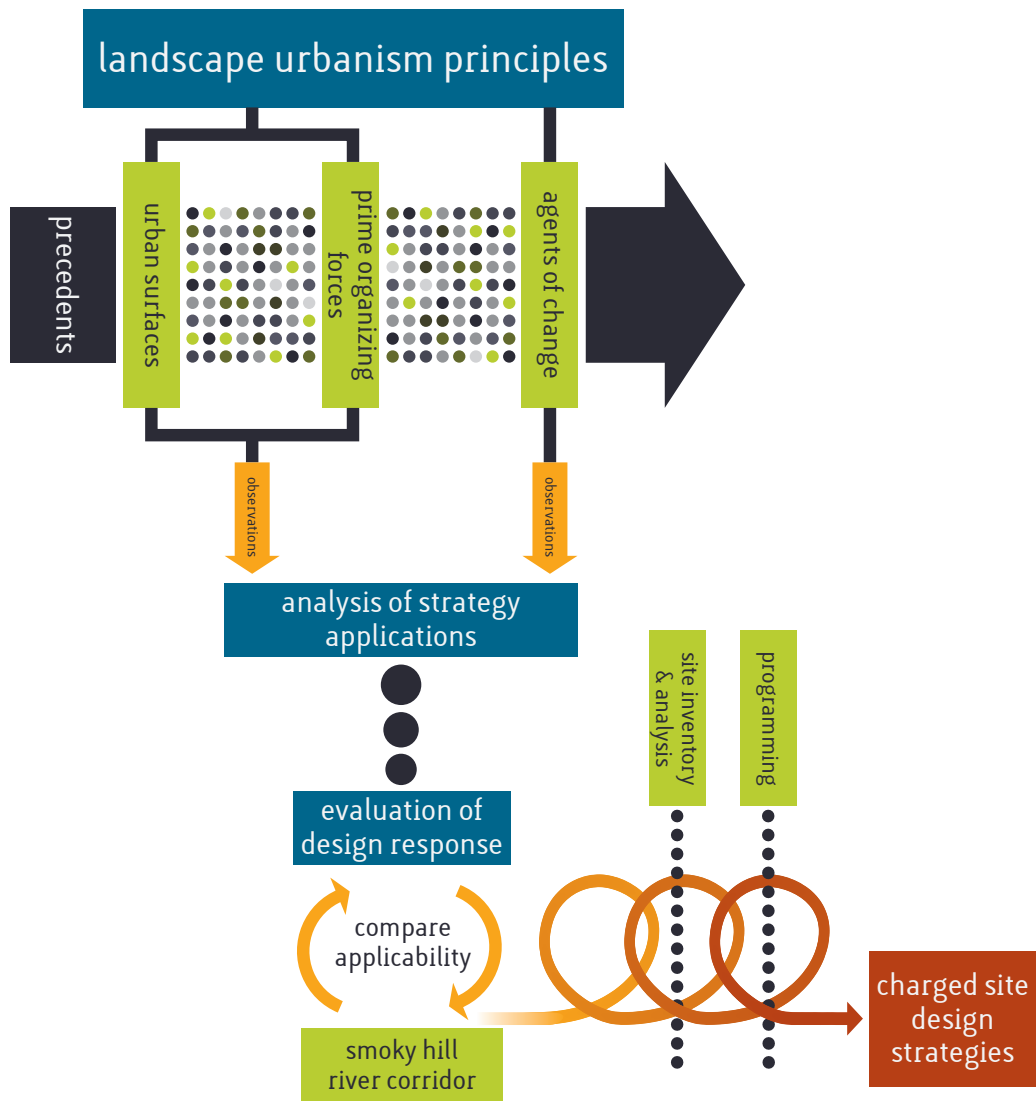 landscape urbanism principles
precedents
urban surfaces
prime organizing
forces
agents of change
observations
observations
analysis of strategy
applications
site inventory
& analysis
programming
evaluation of
design response
compare
applicability
smoky hill
river corridor
charged site
design
strategies